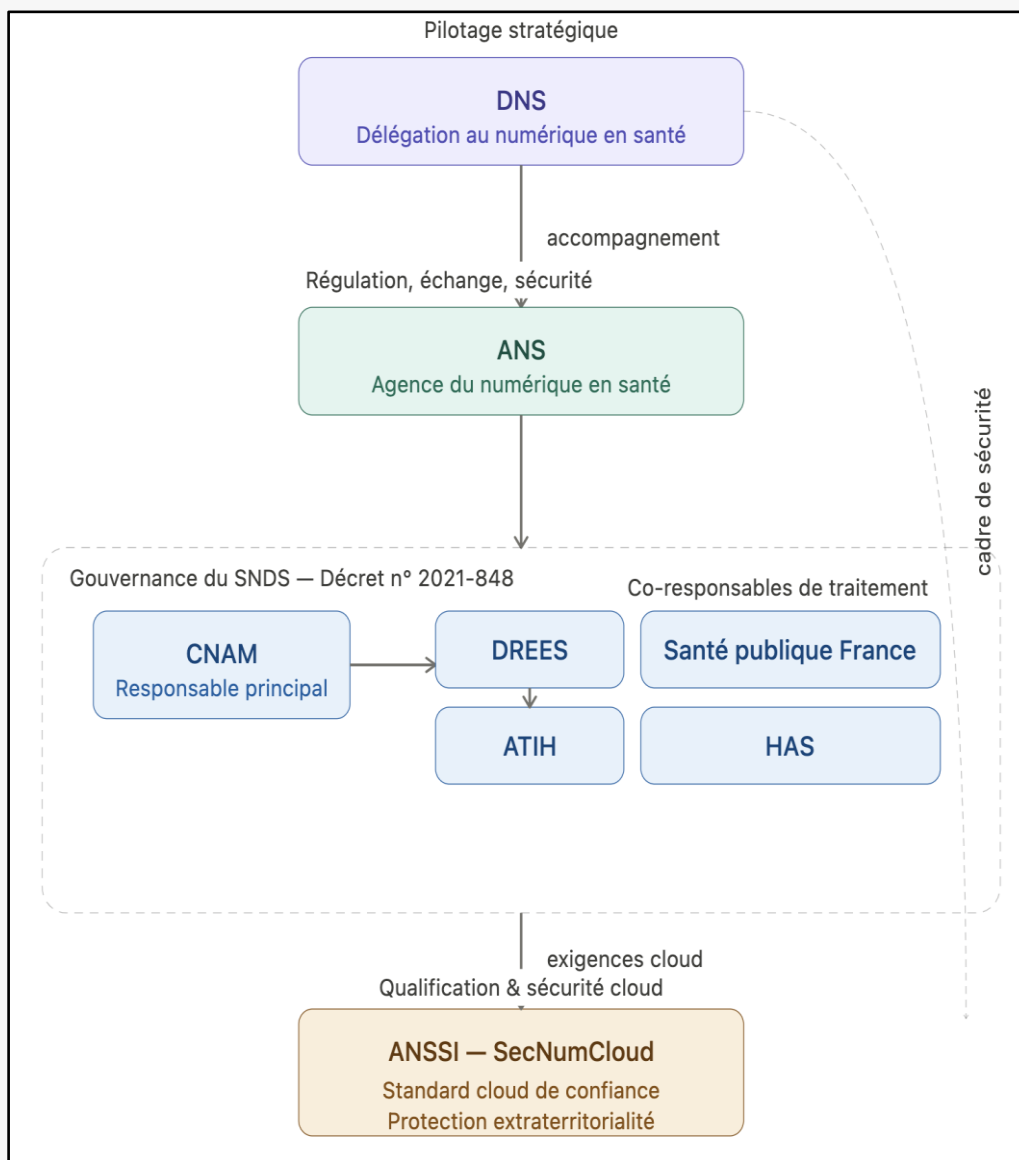 Pilotage stratégique
DNS
Délégation au numérique en santé
accompagnement
Régulation, échange, sécurité
ANS
Agence du numérique en santé
cadre de sécurité
Gouvernance du SNDS — Décret n° 2021-848
Co-responsables de traitement
CNAM
Responsable principal
DREES
Santé publique France
ATIH
HAS
exigences cloud
Qualification & sécurité cloud
ANSSI — SecNumCloud
Standard cloud de confiance
Protection extraterritorialité